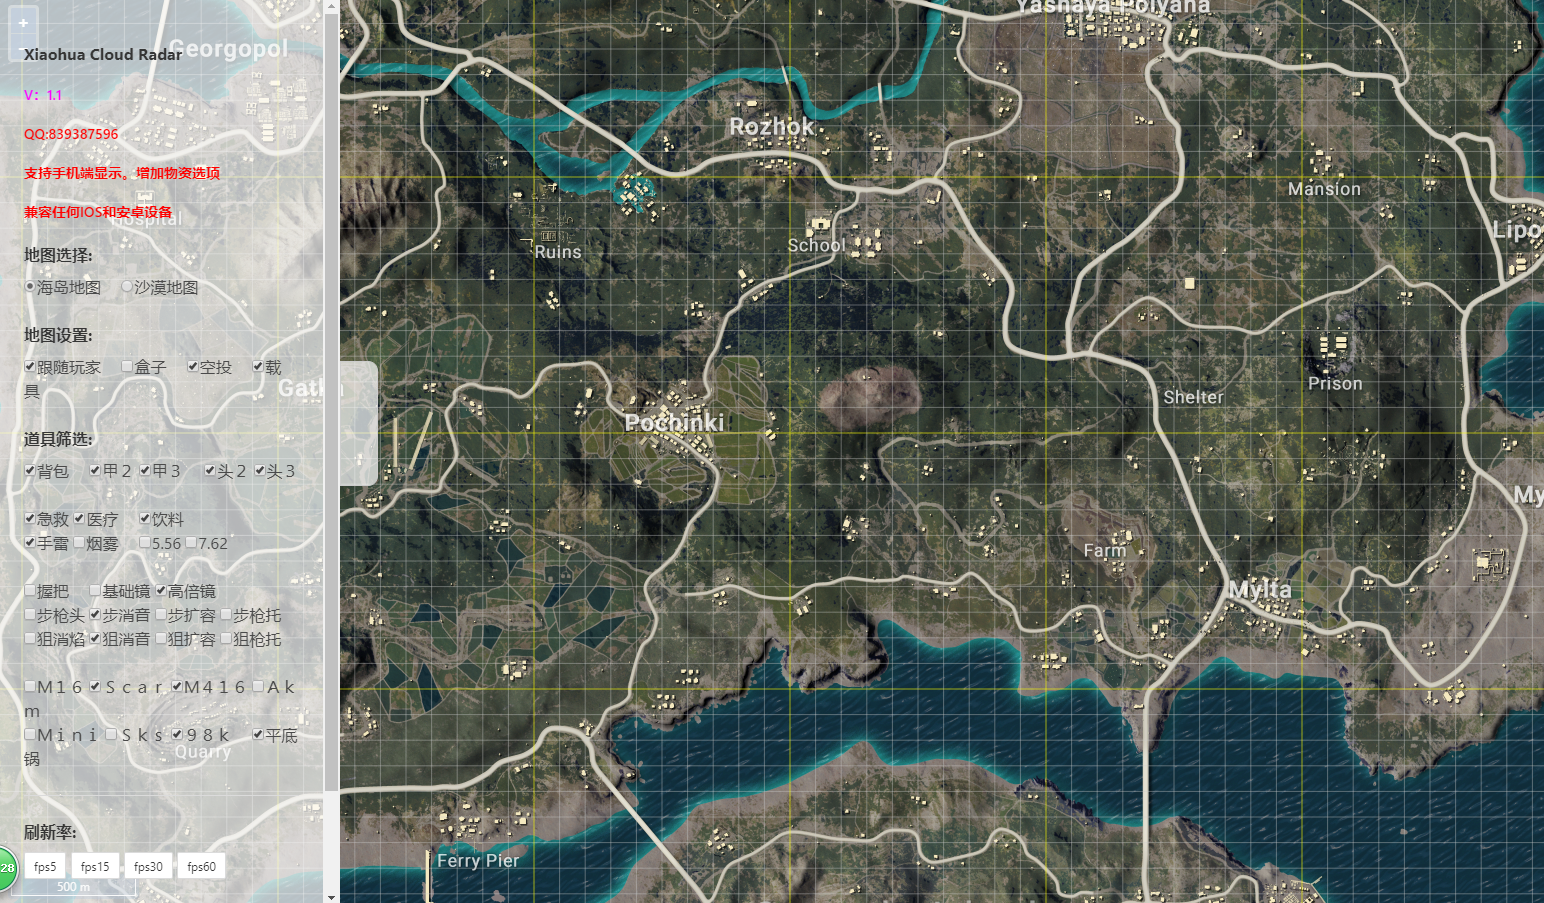 +
Xiaohua Cloud Radar
V：1.1
QQ:839387596
支持手机端显示。增加物资选项
兼容任何IOS和安卓设备
地图选择:
海岛地图 沙漠地图
地图设置:
跟随玩家 盒子 空投 载
具
道具筛选:
背包 甲２ 甲３ 头２ 头３
急救 医疗 饮料
手雷 烟雾 5.56 7.62
握把 基础镜 高倍镜
步枪头 步消音 步扩容 步枪托
狙消焰 狙消音 狙扩容 狙枪托
Ｍ１６ Ｓｃａｒ Ｍ４１６ Ａｋ
ｍ
Ｍｉｎｉ Ｓｋｓ ９８ｋ 平底
锅
刷新率:
fps5 fps15 fps30 fps60
28
500 m
Georgopol
Hospital
Gatka
Quarry
Yasnaya Polyana
Rozhok
Ruins
School
Mansion
Lipo
Prison
Shelter
Pochinki
My
Farm
Mylta
Ferry Pier